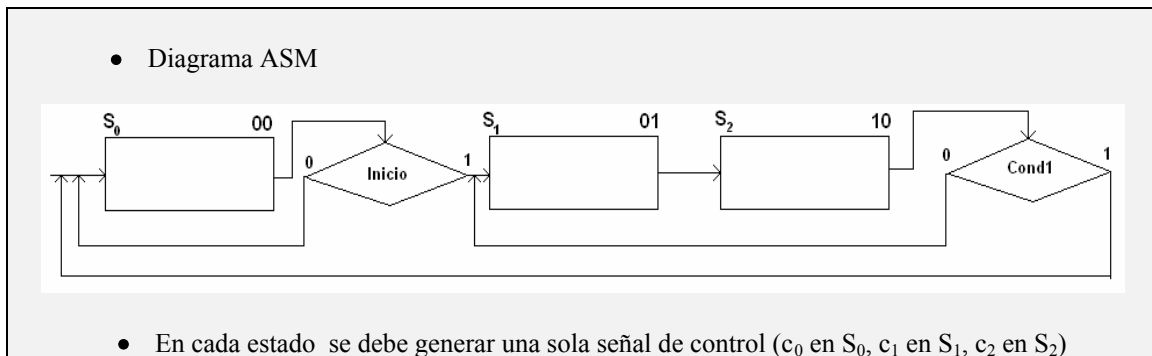 ● Diagrama ASM
S0 00 S1 01 S2 10
0 Inicio 1 0 Cond1 1
● En cada estado se debe generar una sola señal de control (c0 en S0, c1 en S1, c2 en S2)